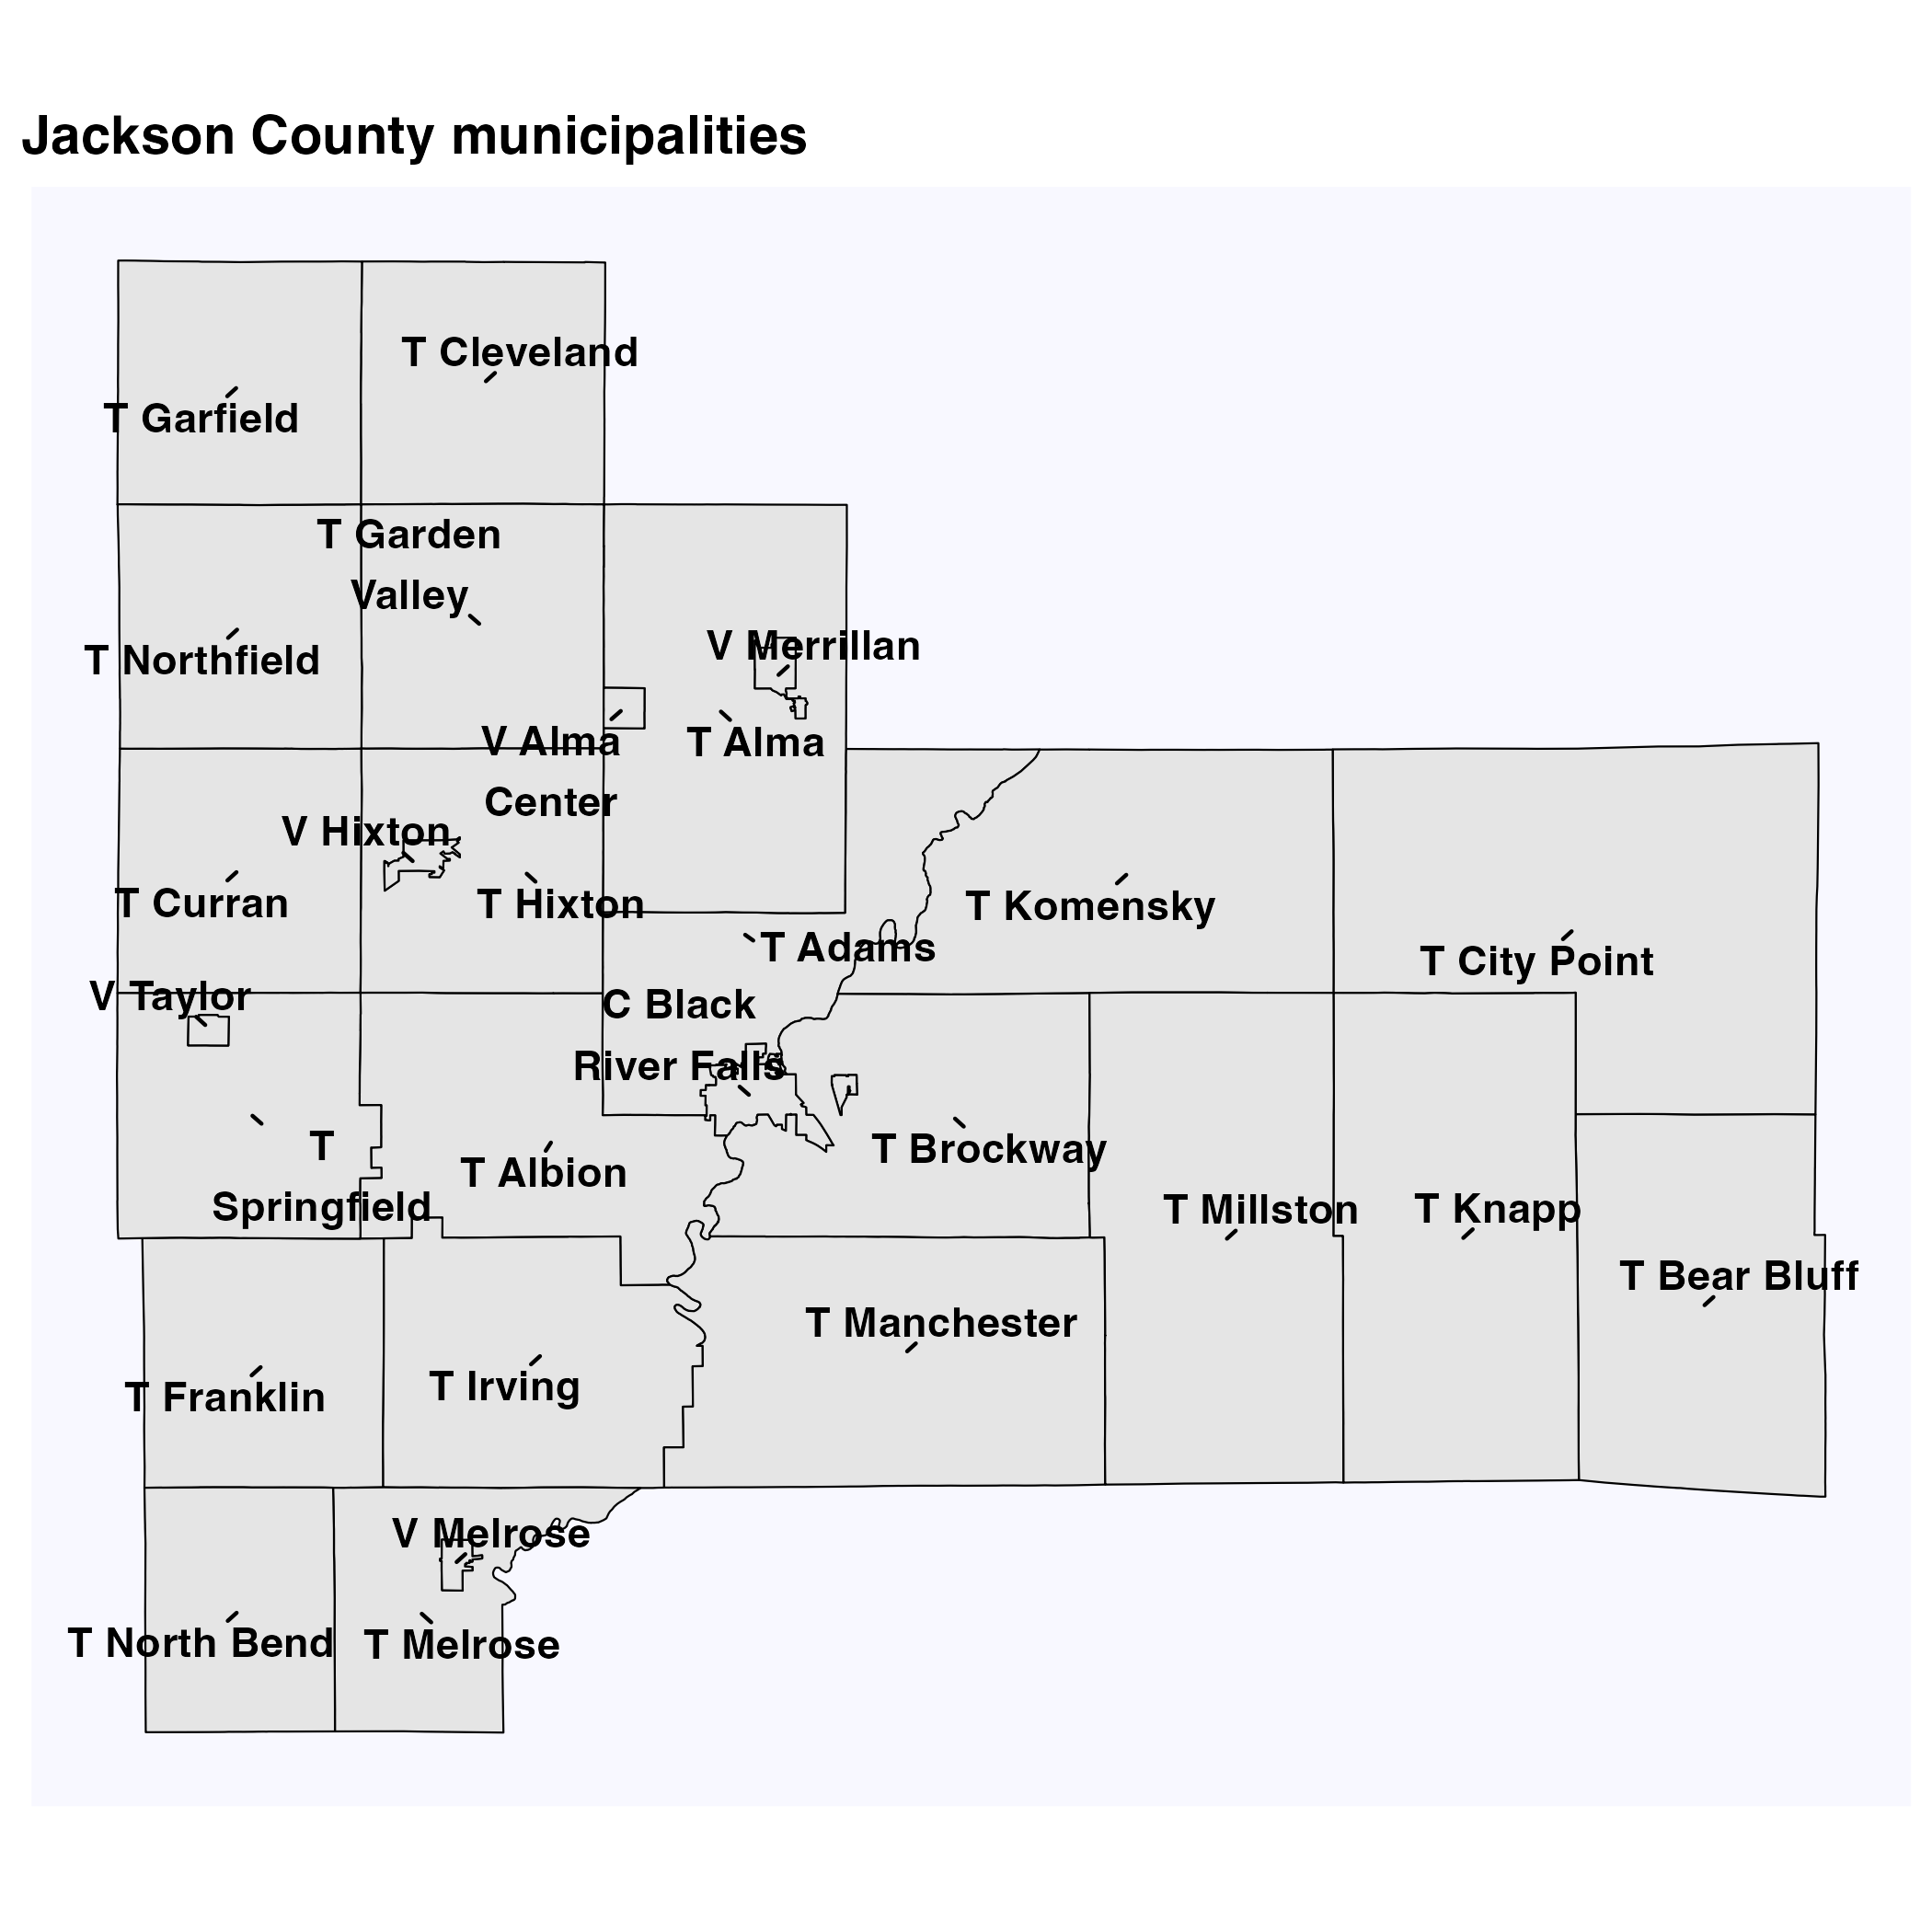 Jackson County municipalities
T Cleveland
T Garfield
T Garden
Valley
V Merrillan
T Northfield
V Alma
Center
T Alma
V Hixton
T Curran
T Hixton
T Komensky
T Adams
T City Point
V Taylor
C Black
River Falls
T
Springfield
T Albion
T Brockway
T Millston
T Knapp
T Bear Bluff
T Manchester
T Franklin
T Irving
V Melrose
T North Bend
T Melrose